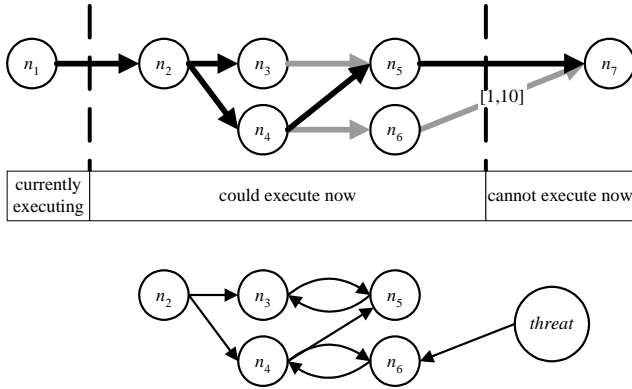 n1 n2 n3 n5 n7
[1,10]
n4 n6
currently executing could execute now cannot execute now
n2 n3 n5
threat
n4 n6